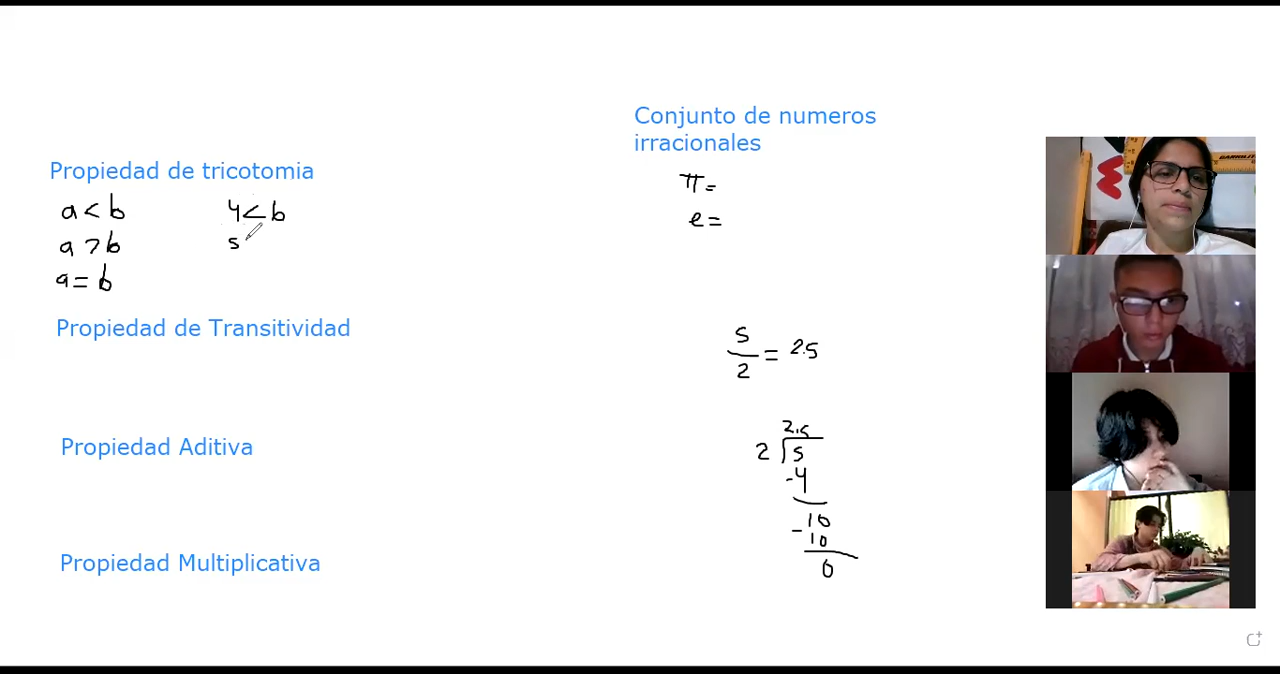 Propiedad de tricotomia
a < b
a > b
a = b
4 < b
5
Propiedad de Transitividad
Propiedad Aditiva
Propiedad Multiplicativa
Conjunto de numeros
irracionales
π =
e =
5
2
= 2.5
2.5
2 5
-4
-10
10
0